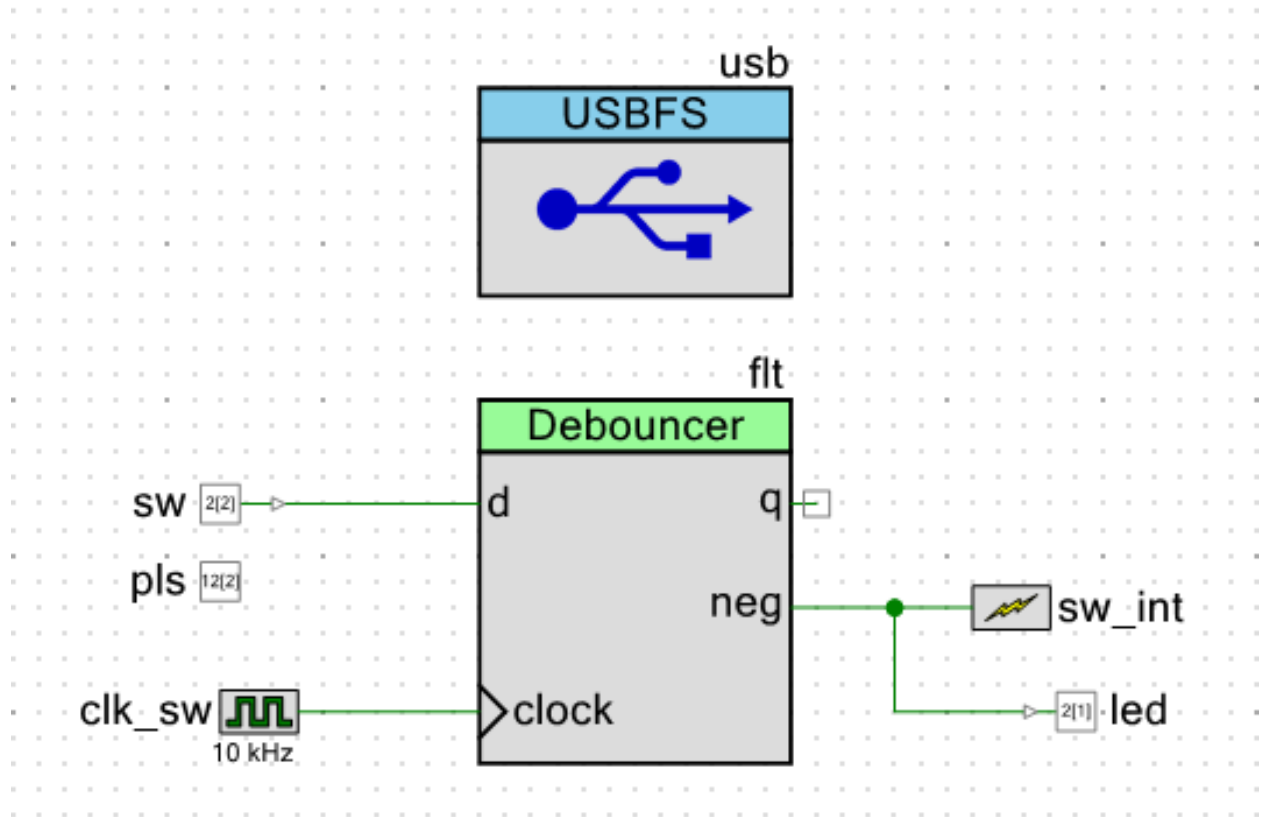 usb
USBFS
flt
Debouncer
sw 2[2]
d
q
pls 12[2]
neg
sw_int
clk_sw
clock
2[1] led
10 kHz